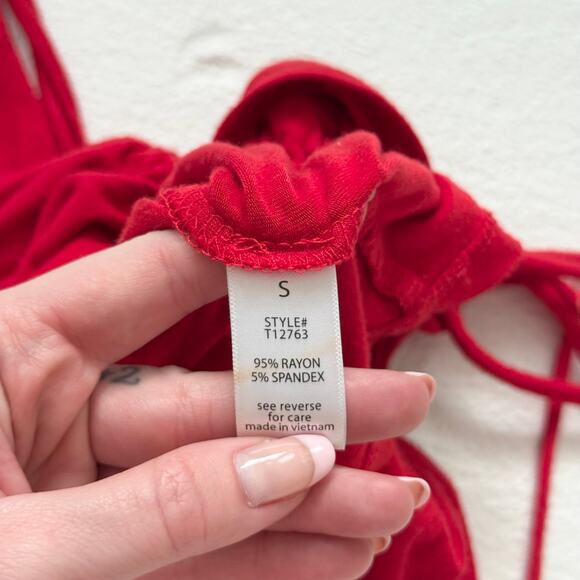 S
STYLE#
T12763
95% RAYON
5% SPANDEX
see reverse
for care
made in vietnam